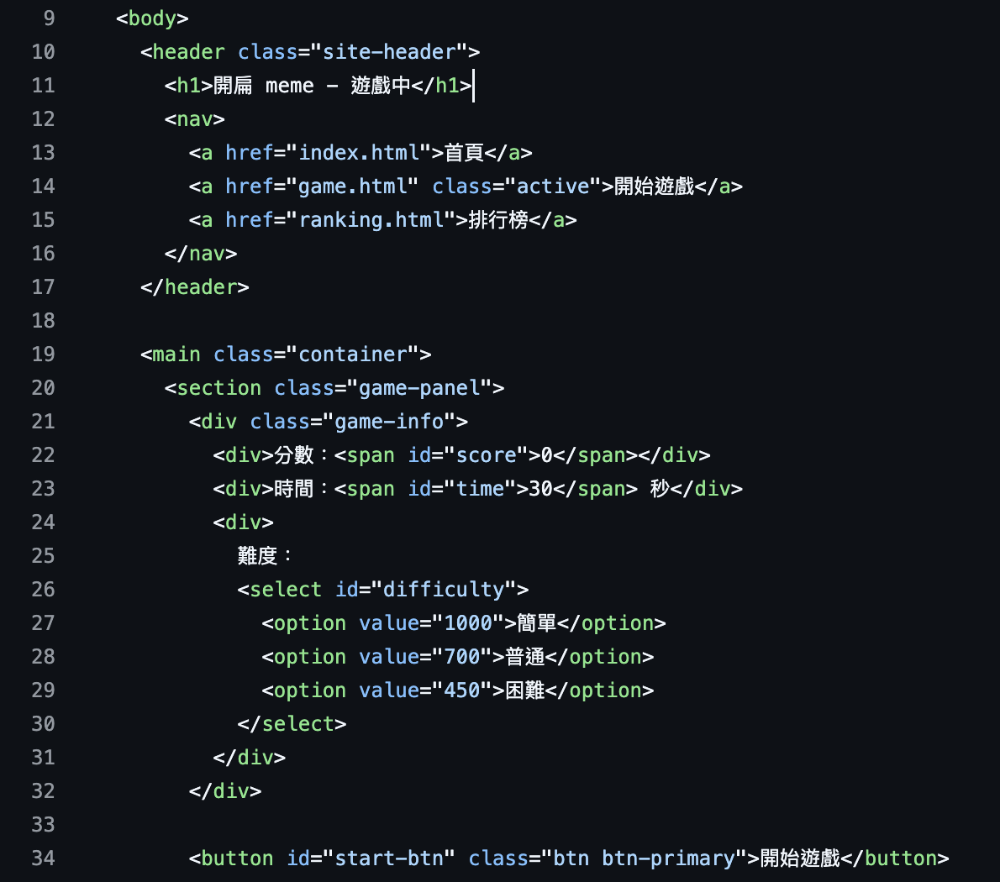 9 <body>
10 <header class="site-header">
11 <h1>開扁 meme - 遊戲中</h1>
12 <nav>
13 <a href="index.html">首頁</a>
14 <a href="game.html" class="active">開始遊戲</a>
15 <a href="ranking.html">排行榜</a>
16 </nav>
17 </header>
18
19 <main class="container">
20 <section class="game-panel">
21 <div class="game-info">
22 <div>分數：<span id="score">0</span></div>
23 <div>時間：<span id="time">30</span> 秒</div>
24 <div>
25 難度：
26 <select id="difficulty">
27 <option value="1000">簡單</option>
28 <option value="700">普通</option>
29 <option value="450">困難</option>
30 </select>
31 </div>
32 </div>
33
34 <button id="start-btn" class="btn btn-primary">開始遊戲</button>